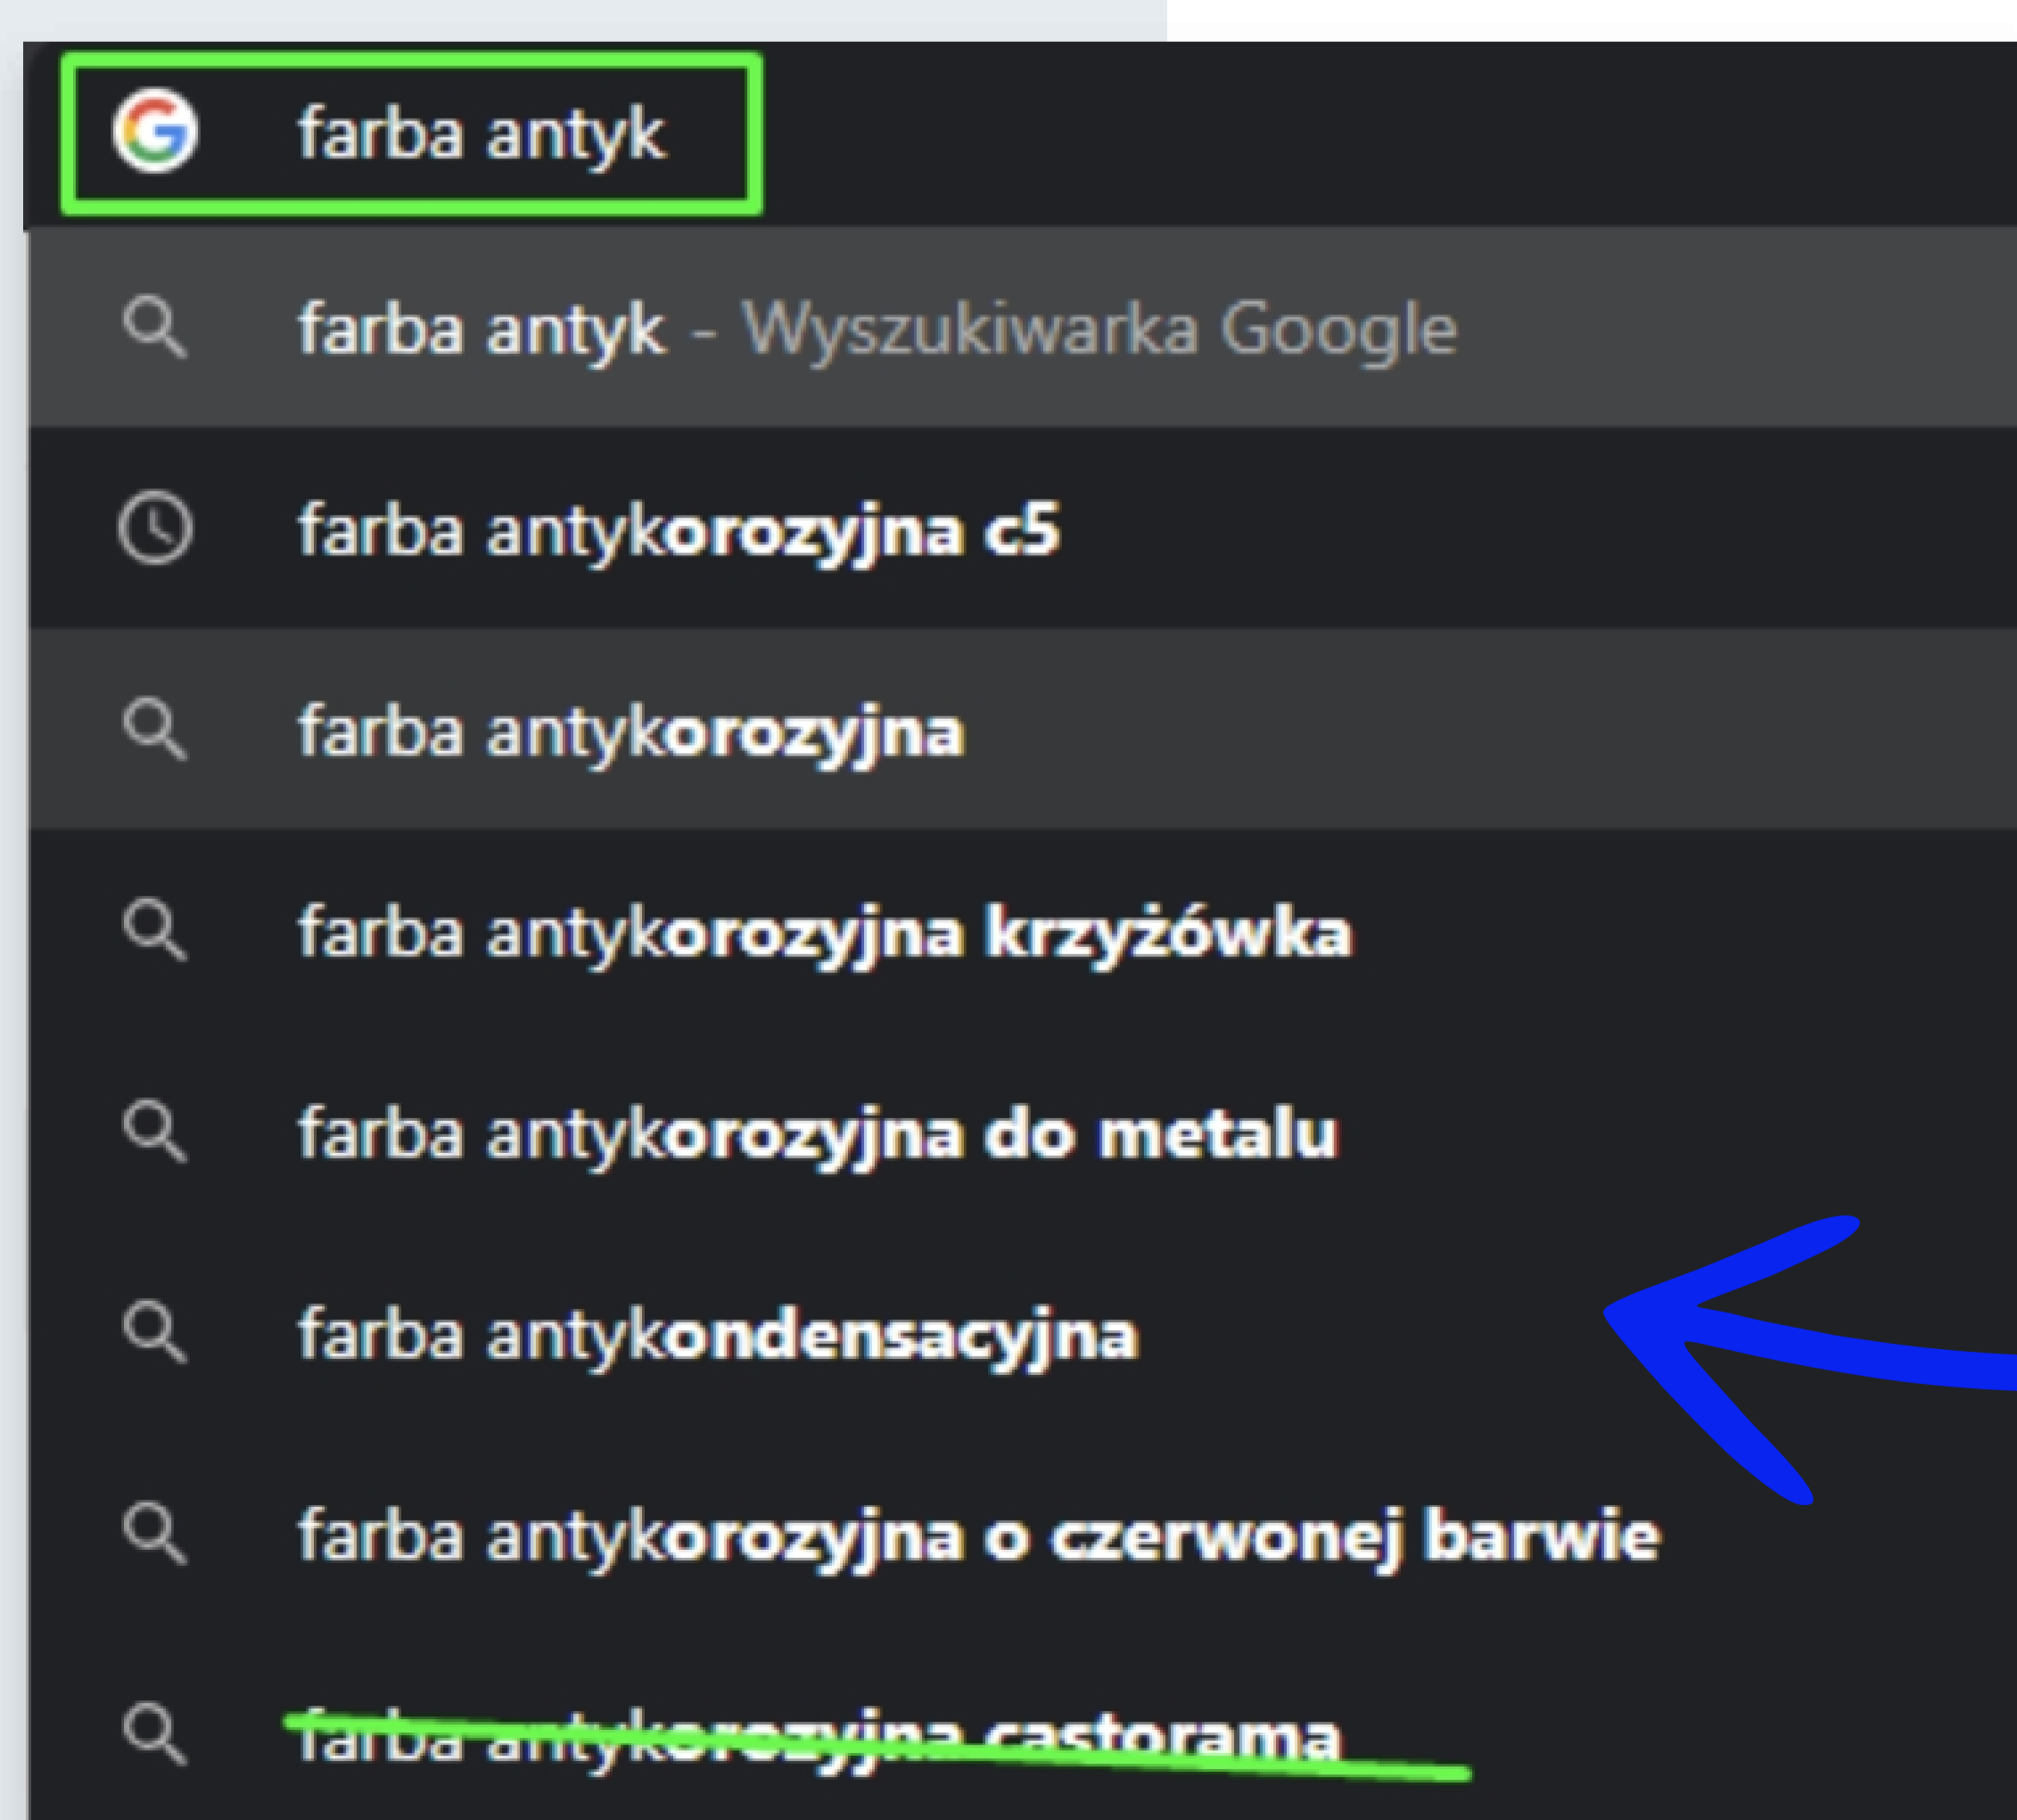 farba antyk
farba antyk - Wyszukiwarka Google
farba antykorozyjna c5
farba antykorozyjna
farba antykorozyjna krzyżówka
farba antykorozyjna do metalu
farba antykondensacyjna
farba antykorozyjna o czerwonej barwie
farba antykorozyjna castorama